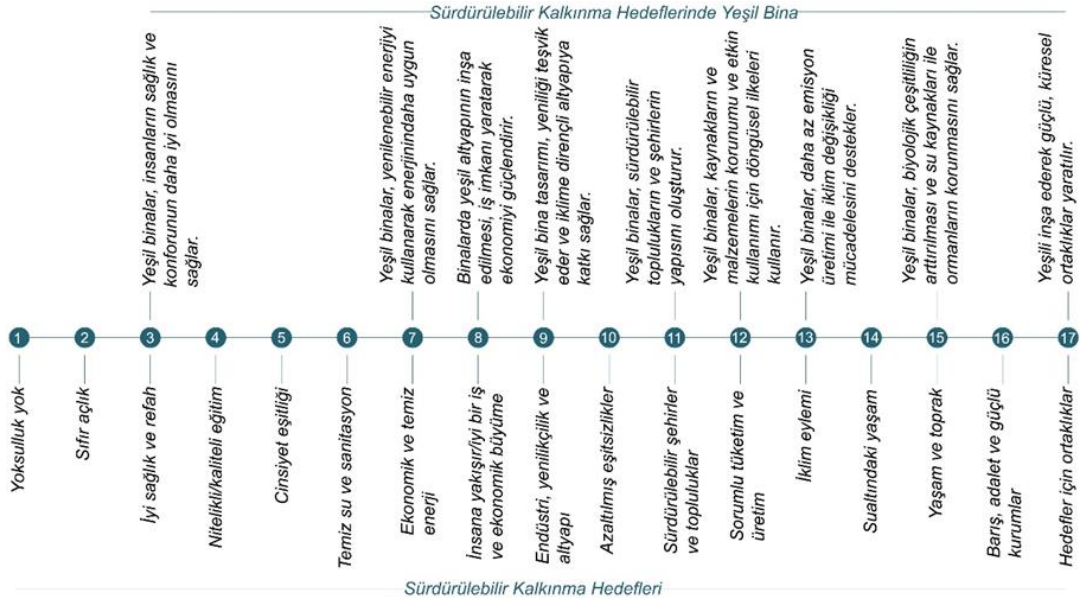 Sürdürülebilir Kalkınma Hedeflerinde Yeşil Bina
Yeşil binalar, insanların sağlık ve
konforunun daha iyi olmasını
sağlar.
Yeşil binalar, yenilenebilir enerjiyi
kullanarak enerjinindaha uygun
olmasını sağlar.
Binalarda yeşil altyapının inşa
edilmesi, iş imkanı yaratarak
ekonomiyi güçlendirir.
Yeşil bina tasarımı, yeniliği teşvik
eder ve iklime dirençli altyapıya
katkı sağlar.
Yeşil binalar, sürdürülebilir
toplulukların ve şehirlerin
yapısını oluşturur.
Yeşil binalar, kaynakların ve
malzemelerin korunumu ve etkin
kullanımı için döngüsel ilkeleri
kullanır.
Yeşil binalar, daha az emisyon
üretimi ile iklim değişikliği
mücadelesini destekler.
Yeşil binalar, biyolojik çeşitliliğin
arttırılması ve su kaynakları ile
ormanların korunmasını sağlar.
Yeşili inşa ederek güçlü, küresel
ortaklıklar yaratılır.
1 2 3 4 5 6 7 8 9 10 11 12 13 14 15 16 17
Yoksulluk yok
Sıfır açlık
İyi sağlık ve refah
Nitelikli/kaliteli eğitim
Cinsiyet eşitliği
Temiz su ve sanitasyon
Ekonomik ve temiz
enerji
İnsana yakışır/iyi bir iş
ve ekonomik büyüme
Endüstri, yenilikçilik ve
altyapı
Azaltılmış eşitsizlikler
Sürdürülebilir şehirler
ve topluluklar
Sorumlu tüketim ve
üretim
İklim eylemi
Sualtındaki yaşam
Yaşam ve toprak
Barış, adalet ve güçlü
kurumlar
Hedefler için ortaklıklar
Sürdürülebilir Kalkınma Hedefleri